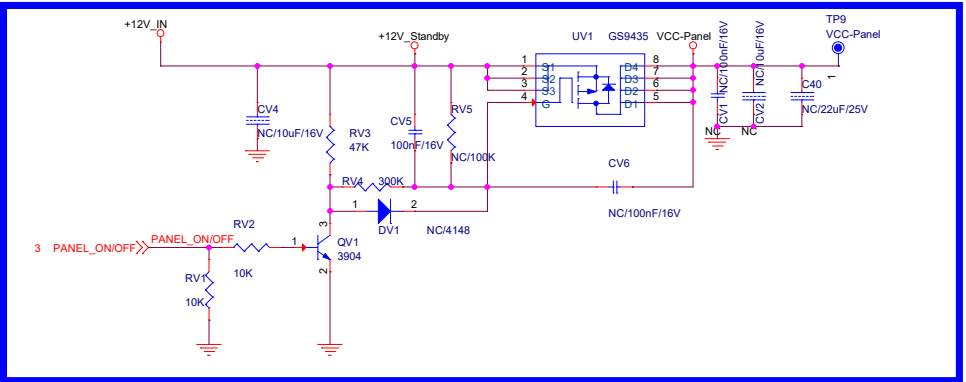 +12V_IN
+12V_Standby
UV1 GS9435
VCC-Panel
TP9
VCC-Panel
NC/100nF/16V
NC/10uF/16V
1 S1 D4 8
2 S2 D3 7
3 S3 D2 6
4 G D1 5
C40
NC/22uF/25V
1
CV1
CV2
NC NC
CV4
NC/10uF/16V
RV3
47K
CV5
100nF/16V
RV5
NC/100K
RV4 300K
CV6
NC/100nF/16V
1 2
DV1 NC/4148
3 PANEL_ON/OFF
PANEL_ON/OFF
RV2
10K
1
3
QV1
3904
2
RV1
10K